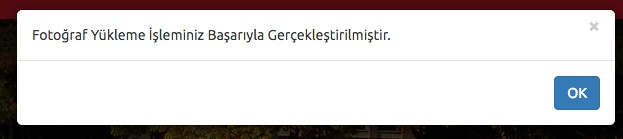 Fotoğraf Yükleme İşleminiz Başarıyla Gerçekleştirilmiştir.
×
OK